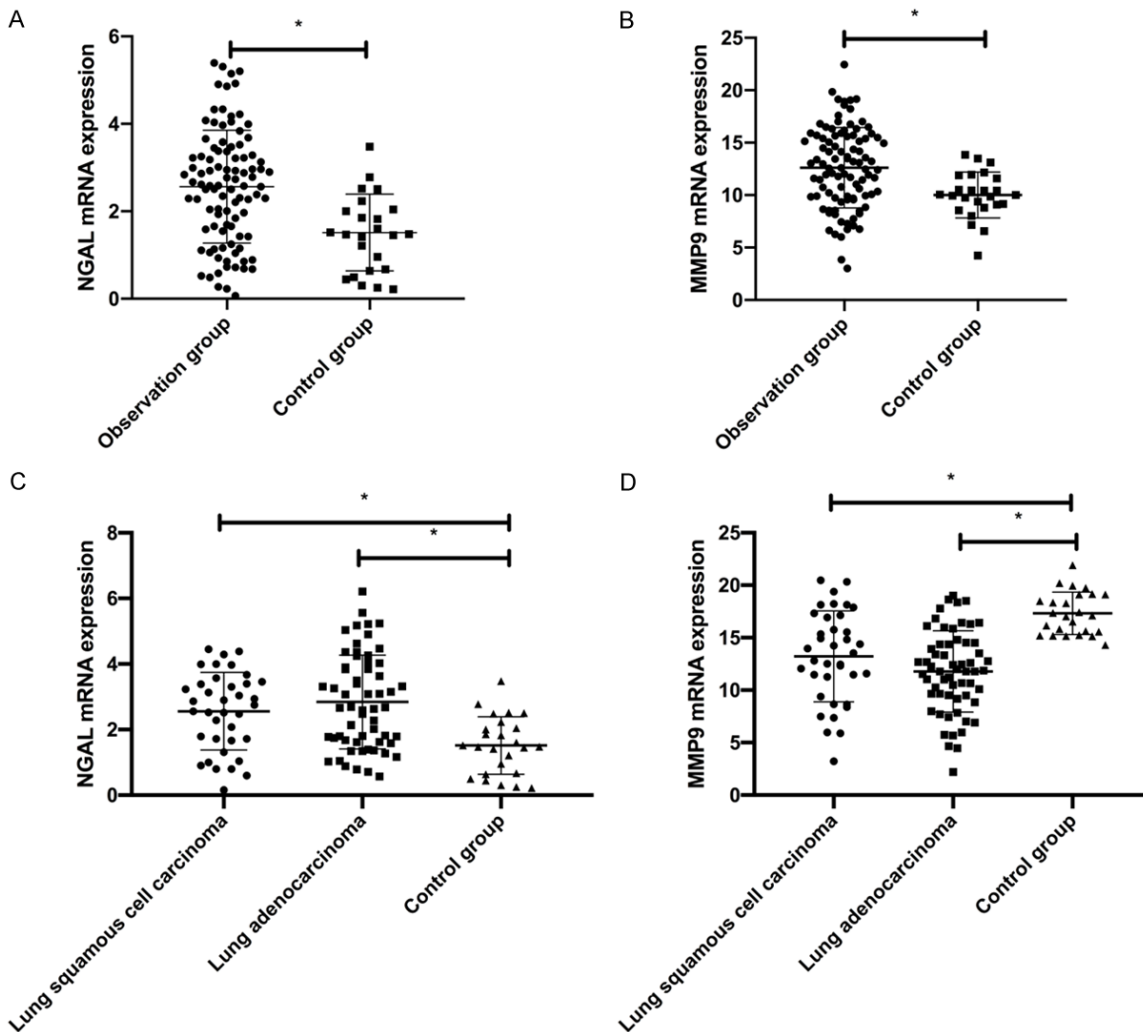 A
*
NGAL mRNA expression
6
4
2
0
Observation group
Control group
B
*
MMP9 mRNA expression
25
20
15
10
5
0
Observation group
Control group
C
*
*
NGAL mRNA expression
8
6
4
2
0
Lung squamous cell carcinoma
Lung adenocarcinoma
Control group
D
*
*
MMP9 mRNA expression
25
20
15
10
5
0
Lung squamous cell carcinoma
Lung adenocarcinoma
Control group